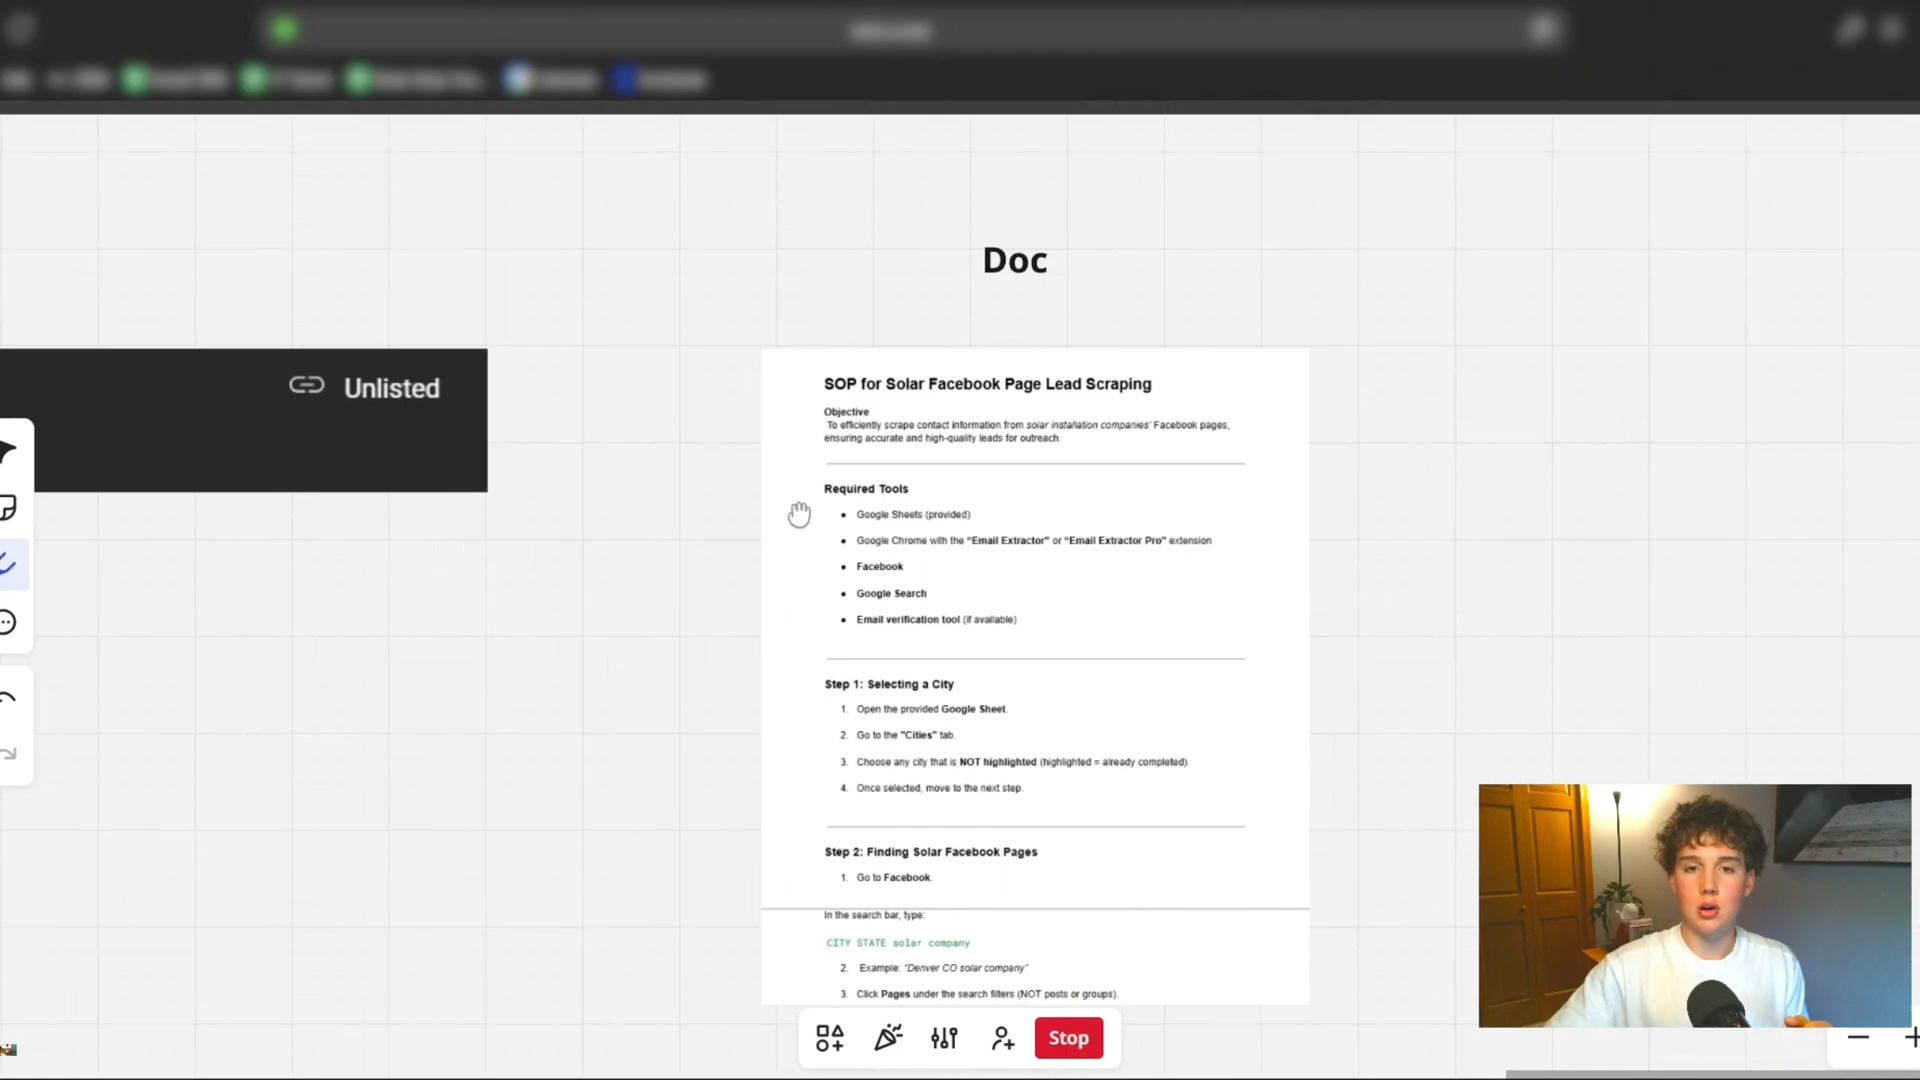 Doc
Unlisted
SOP for Solar Facebook Page Lead Scraping
Objective
To efficiently scrape contact information from solar installation companies' Facebook pages,
ensuring accurate and high-quality leads for outreach.
Required Tools
• Google Sheets (provided)
• Google Chrome with the “Email Extractor” or “Email Extractor Pro” extension
• Facebook
• Google Search
• Email verification tool (if available)
Step 1: Selecting a City
1. Open the provided Google Sheet.
2. Go to the "Cities" tab.
3. Choose any city that is NOT highlighted (highlighted = already completed).
4. Once selected, move to the next step.
Step 2: Finding Solar Facebook Pages
1. Go to Facebook.
In the search bar, type:
CITY STATE solar company
2. Example: "Denver CO solar company"
3. Click Pages under the search filters (NOT posts or groups).
Stop